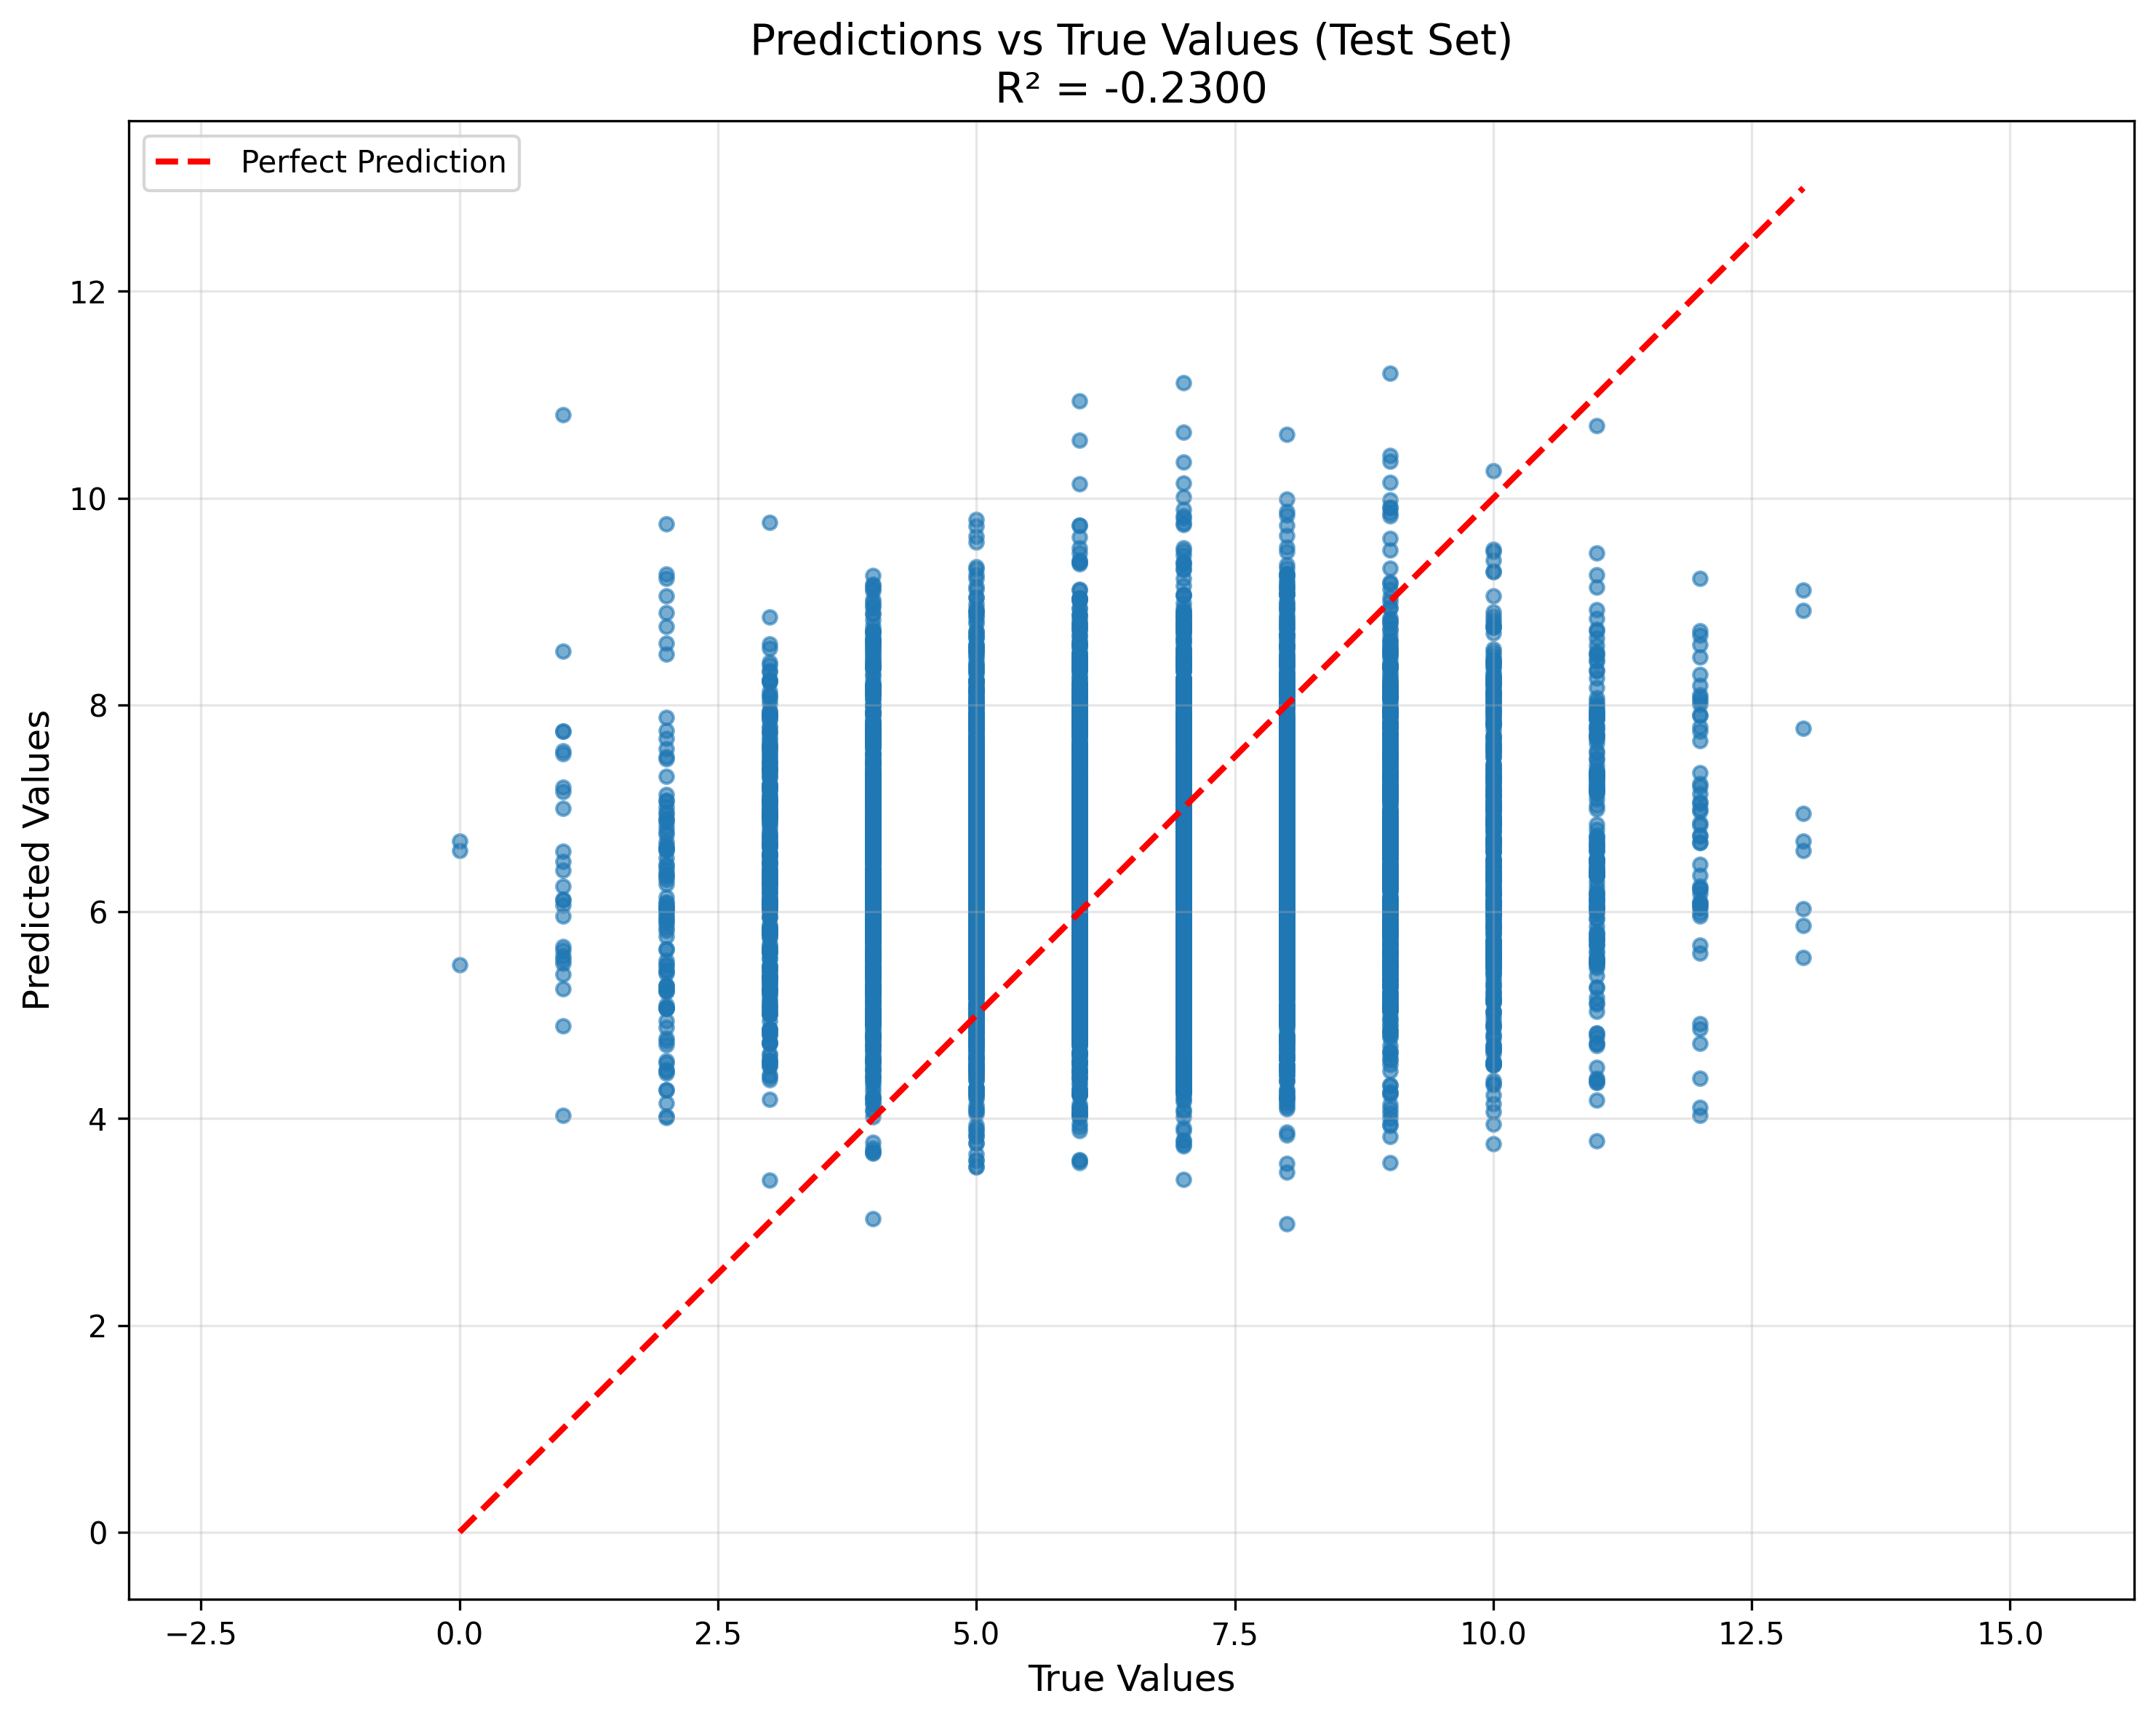 Predictions vs True Values (Test Set)
R² = -0.2300
Perfect Prediction
Predicted Values
12
10
8
6
4
2
0
−2.5 0.0 2.5 5.0 7.5 10.0 12.5 15.0
True Values